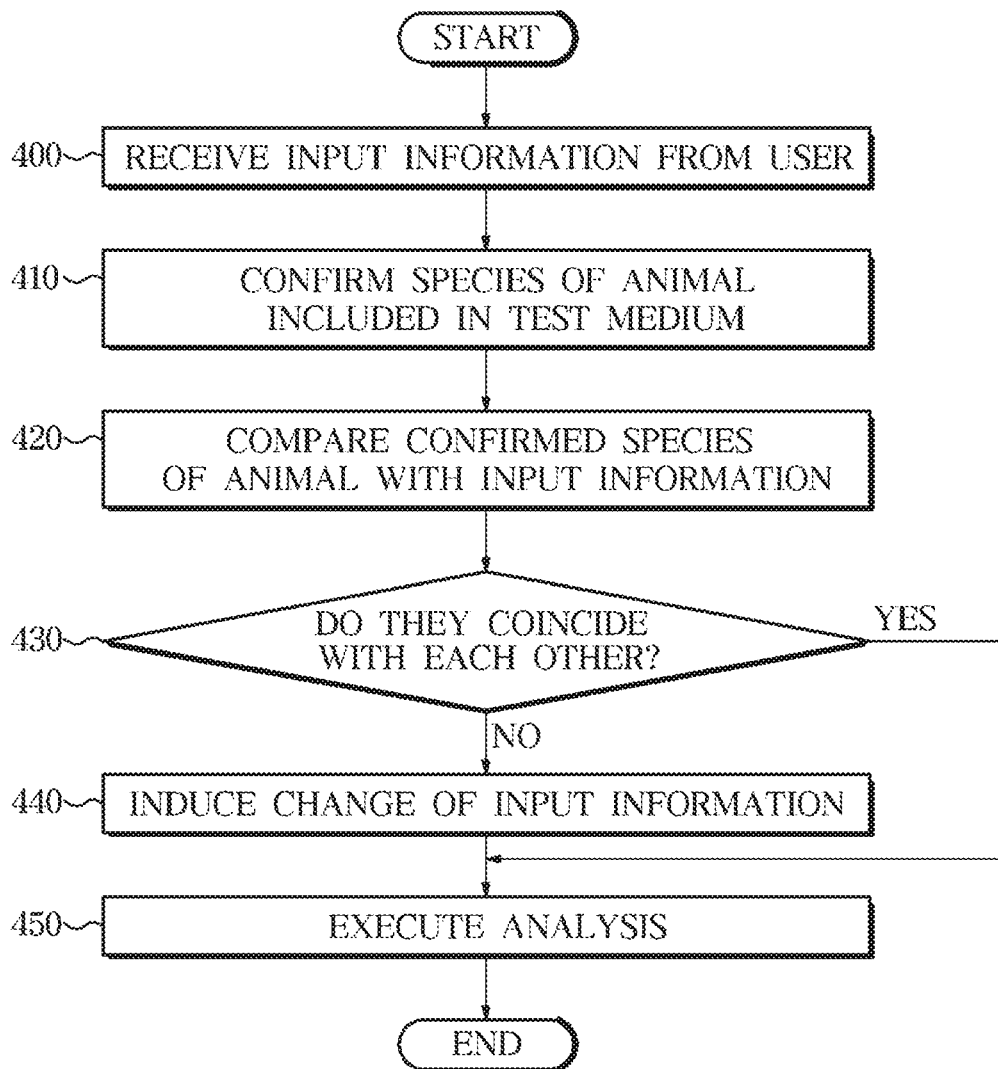 START
400
RECEIVE INPUT INFORMATION FROM USER
410
CONFIRM SPECIES OF ANIMAL
INCLUDED IN TEST MEDIUM
420
COMPARE CONFIRMED SPECIES
OF ANIMAL WITH INPUT INFORMATION
430
DO THEY COINCIDE
WITH EACH OTHER?
YES
NO
440
INDUCE CHANGE OF INPUT INFORMATION
450
EXECUTE ANALYSIS
END